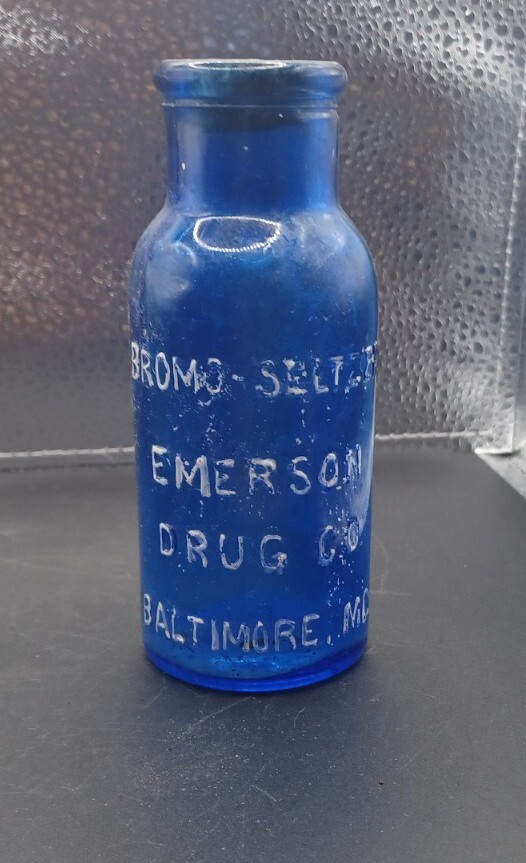 BROMO-SELTZER
EMERSON
DRUG CO.
BALTIMORE, MD.